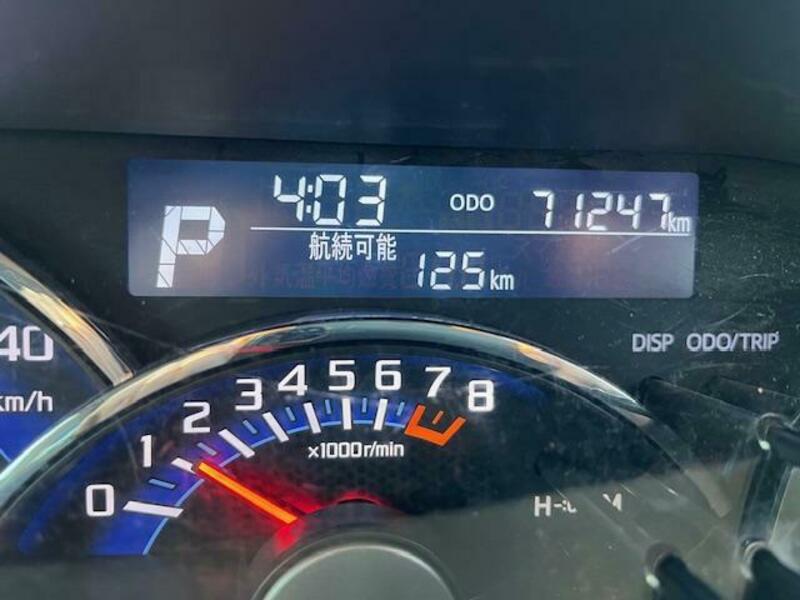 P
4:03 ODO 71247km
航続可能 125km
DISP ODO/TRIP
40
km/h
0 1 2 3 4 5 6 7 8
×1000r/min